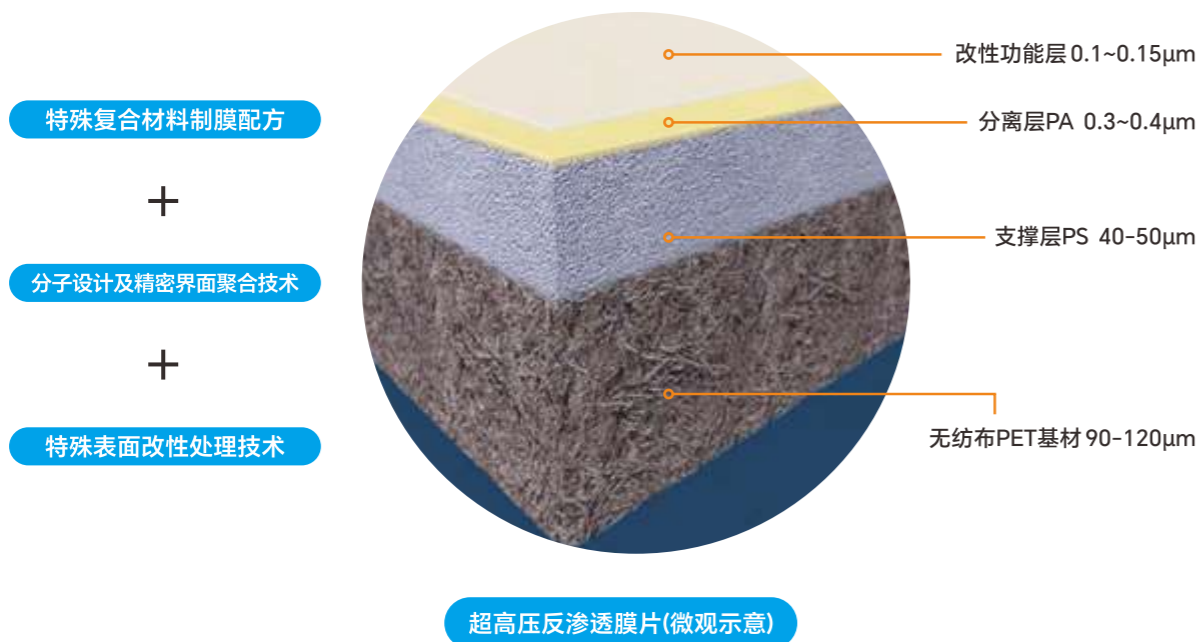 特殊复合材料制膜配方
+
分子设计及精密界面聚合技术
+
特殊表面改性处理技术
改性功能层 0.1~0.15μm
分离层PA 0.3~0.4μm
支撑层PS 40-50μm
无纺布PET基材 90-120μm
超高压反渗透膜片(微观示意)